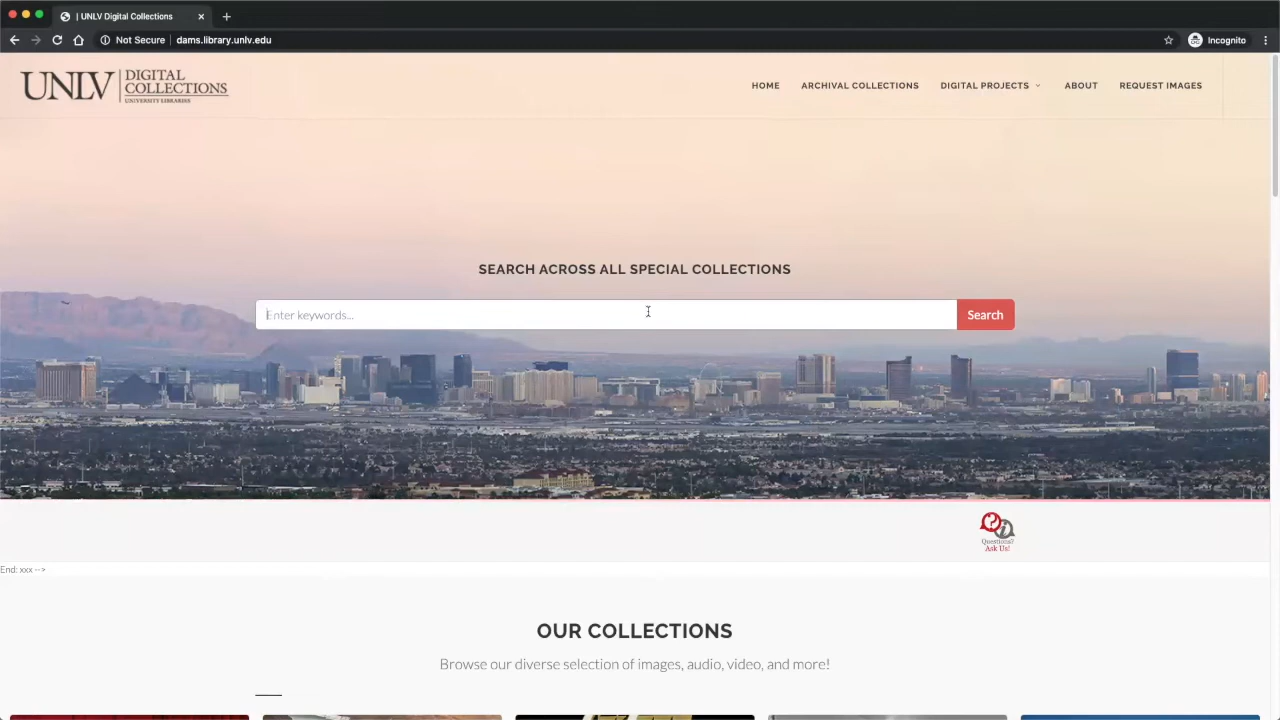 | UNLV Digital Collections
Not Secure | dams.library.unlv.edu
Incognito
UNLV DIGITAL COLLECTIONS
UNIVERSITY LIBRARIES
HOME
ARCHIVAL COLLECTIONS
DIGITAL PROJECTS
ABOUT
REQUEST IMAGES
SEARCH ACROSS ALL SPECIAL COLLECTIONS
Enter keywords...
Search
Questions?
Ask Us!
End: xxx -->
OUR COLLECTIONS
Browse our diverse selection of images, audio, video, and more!